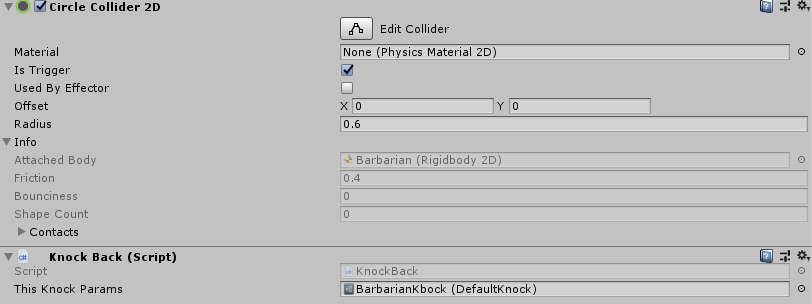 Circle Collider 2D
Edit Collider
Material None (Physics Material 2D)
Is Trigger
Used By Effector
Offset X 0 Y 0
Radius 0.6
Info
Attached Body Barbarian (Rigidbody 2D)
Friction 0.4
Bounciness 0
Shape Count 0
Contacts
Knock Back (Script)
Script KnockBack
This Knock Params BarbarianKbock (DefaultKnock)